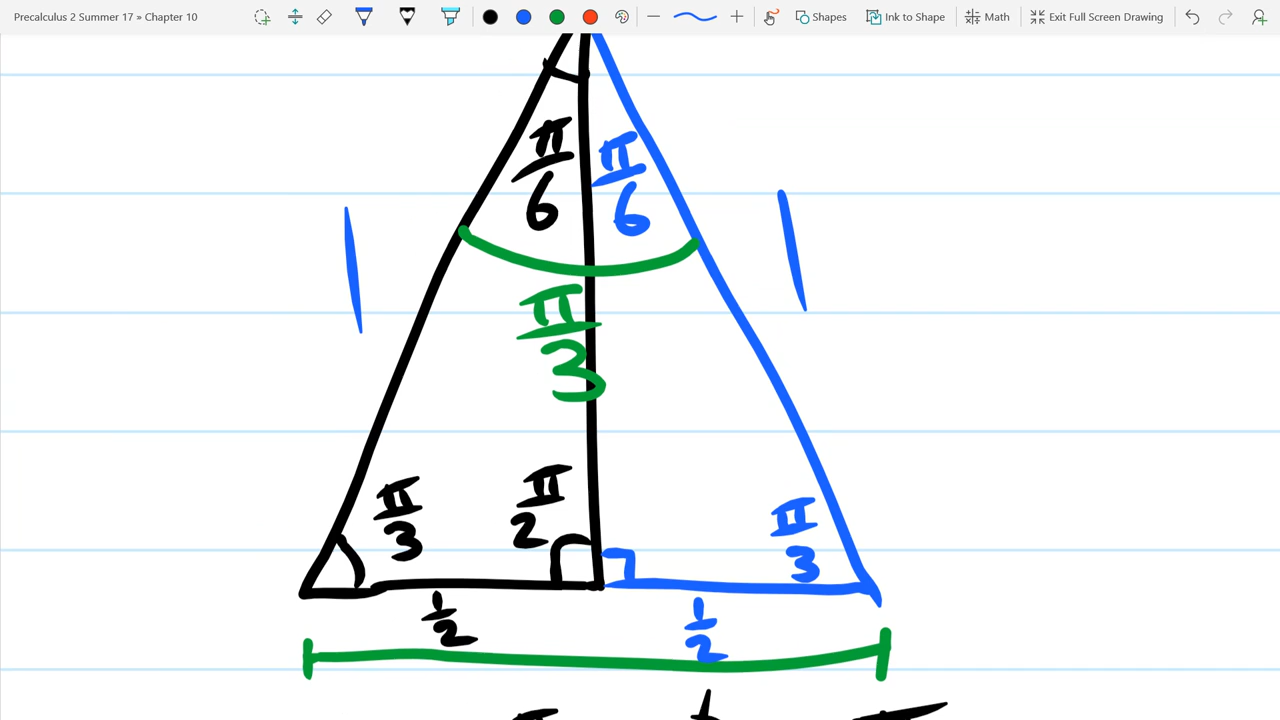 Precalculus 2 Summer 17 » Chapter 10
Shapes
Ink to Shape
Math
Exit Full Screen Drawing
π/6
π/6
1
1
π/3
π/3
π/2
π/3
1/2
1/2